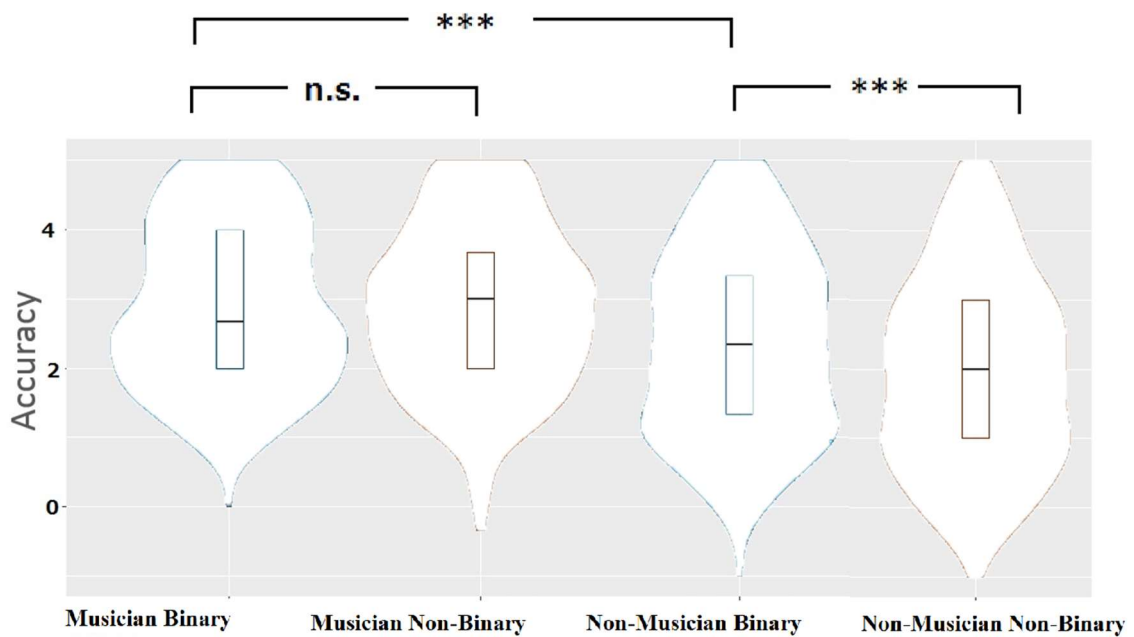 ***
n.s.
***
4
2
0
Accuracy
Musician Binary
Musician Non-Binary
Non-Musician Binary
Non-Musician Non-Binary